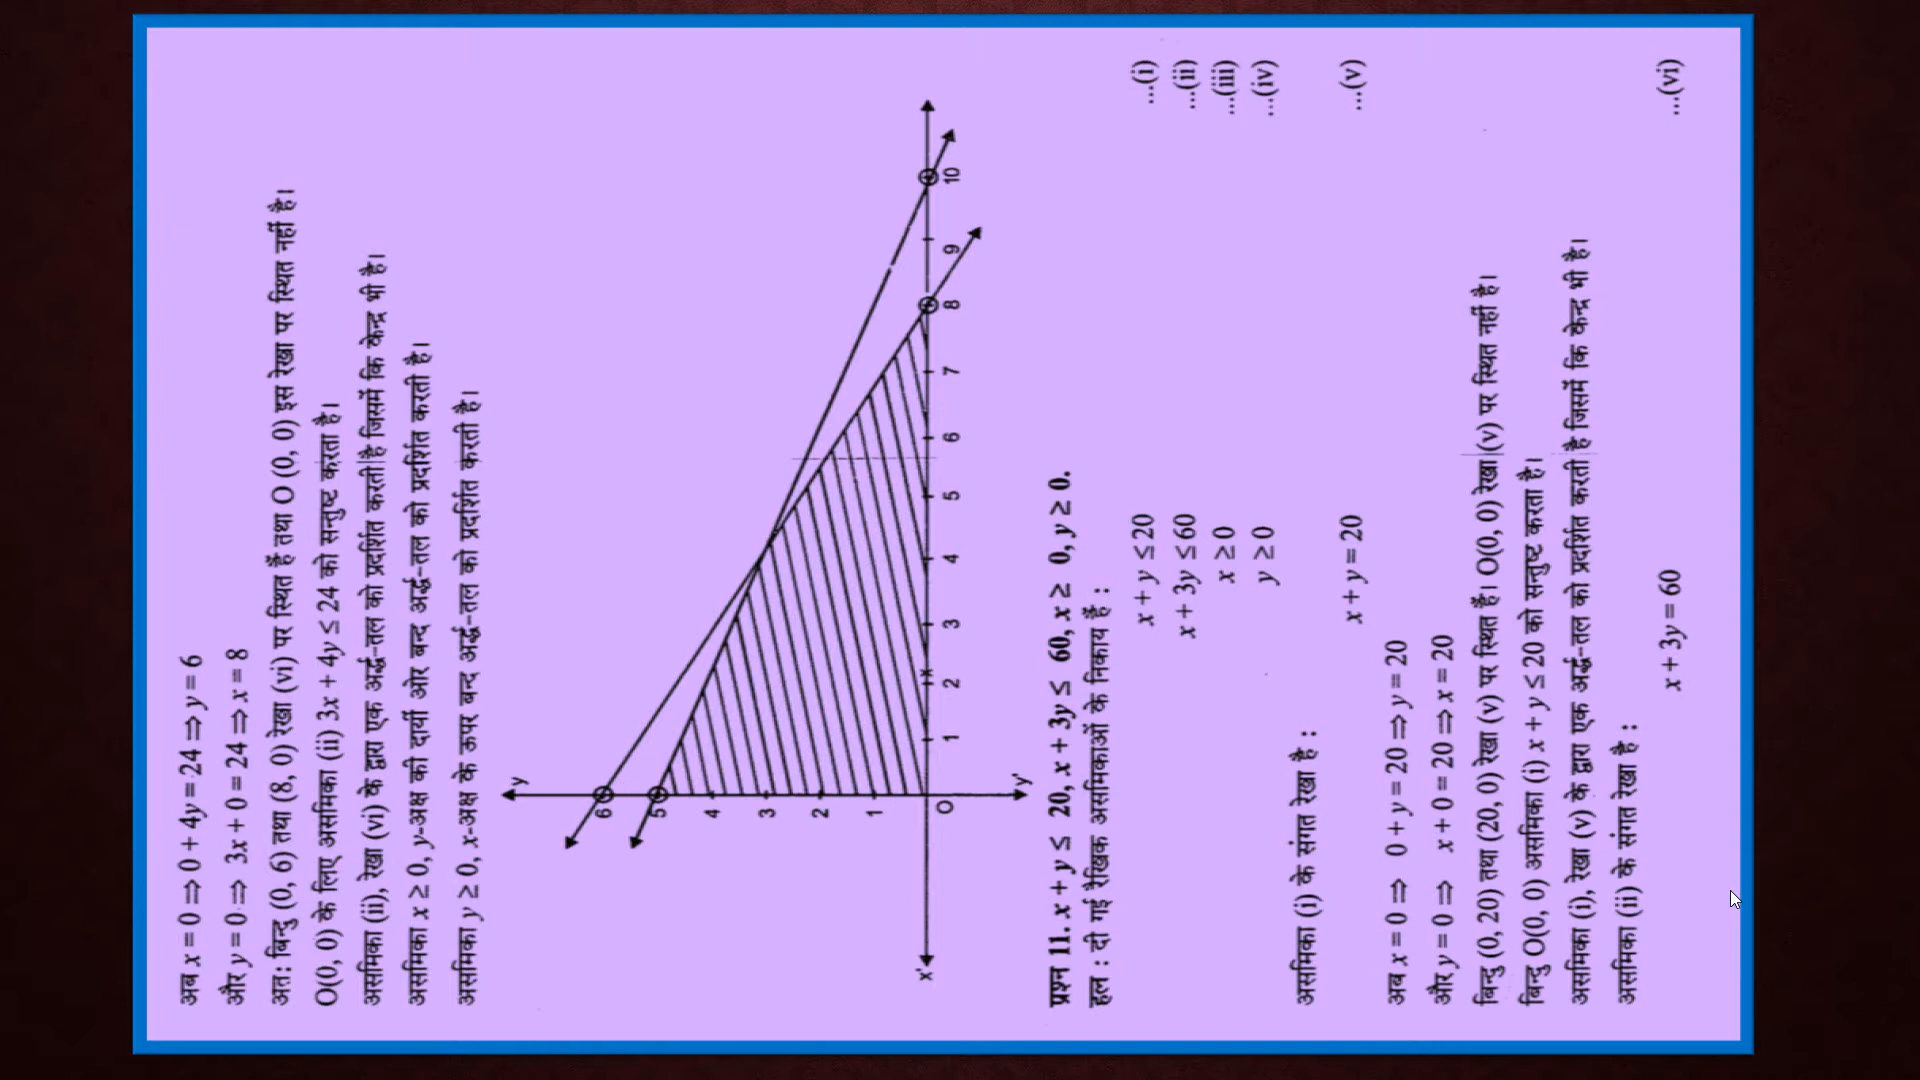 अब x = 0 ⇒ 0 + 4y = 24 ⇒ y = 6
और y = 0 ⇒ 3x + 0 = 24 ⇒ x = 8
अत: बिन्दु (0, 6) तथा (8, 0) रेखा (vi) पर स्थित हैं तथा O (0, 0) इस रेखा पर स्थित नहीं है।
O(0, 0) के लिए असमिका (ii) 3x + 4y ≤ 24 को सन्तुष्ट करता है।
असमिका (ii), रेखा (vi) के द्वारा एक अर्द्ध-तल को प्रदर्शित करती है जिसमें कि केन्द्र भी है।
असमिका x ≥ 0, y-अक्ष की दायीं ओर बन्द अर्द्ध-तल को प्रदर्शित करती है।
असमिका y ≥ 0, x-अक्ष के ऊपर बन्द अर्द्ध-तल को प्रदर्शित करती है।
y
6
5
4
3
2
1
x'
O
1
2
3
4
5
6
7
8
9
10
y'
प्रश्न 11. x + y ≤ 20, x + 3y ≤ 60, x ≥ 0, y ≥ 0.
हल : दी गई रैखिक असमिकाओं के निकाय हैं :
x + y ≤ 20 ...(i)
x + 3y ≤ 60 ...(ii)
x ≥ 0 ...(iii)
y ≥ 0 ...(iv)
असमिका (i) के संगत रेखा है :
x + y = 20 ...(v)
अब x = 0 ⇒ 0 + y = 20 ⇒ y = 20
और y = 0 ⇒ x + 0 = 20 ⇒ x = 20
बिन्दु (0, 20) तथा (20, 0) रेखा (v) पर स्थित हैं। O(0, 0) रेखा (v) पर स्थित नहीं है।
बिन्दु O(0, 0) असमिका (i) x + y ≤ 20 को सन्तुष्ट करता है।
असमिका (i), रेखा (v) के द्वारा एक अर्द्ध-तल को प्रदर्शित करती है जिसमें कि केन्द्र भी है।
असमिका (ii) के संगत रेखा है :
x + 3y = 60 ...(vi)